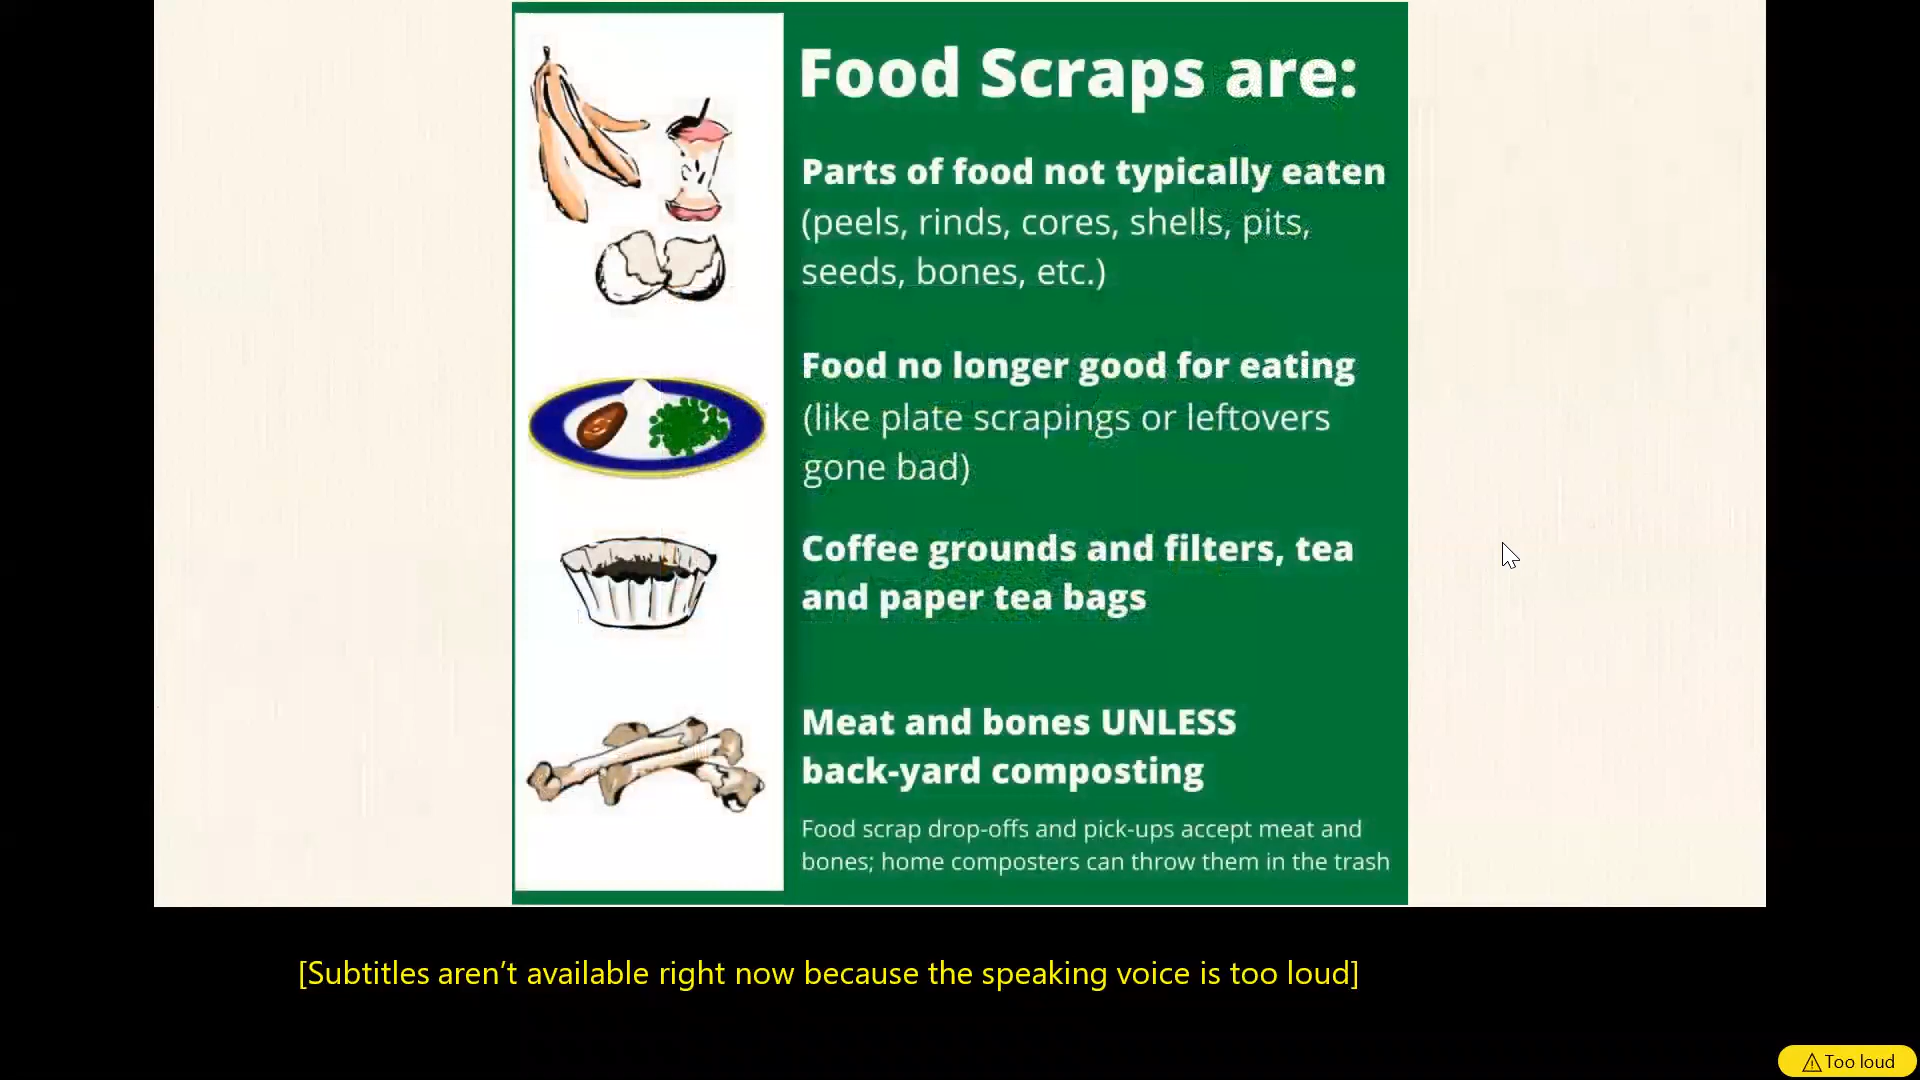 Food Scraps are:
Parts of food not typically eaten
(peels, rinds, cores, shells, pits,
seeds, bones, etc.)
Food no longer good for eating
(like plate scrapings or leftovers
gone bad)
Coffee grounds and filters, tea
and paper tea bags
Meat and bones UNLESS
back-yard composting
Food scrap drop-offs and pick-ups accept meat and
bones; home composters can throw them in the trash
[Subtitles aren’t available right now because the speaking voice is too loud]
Too loud